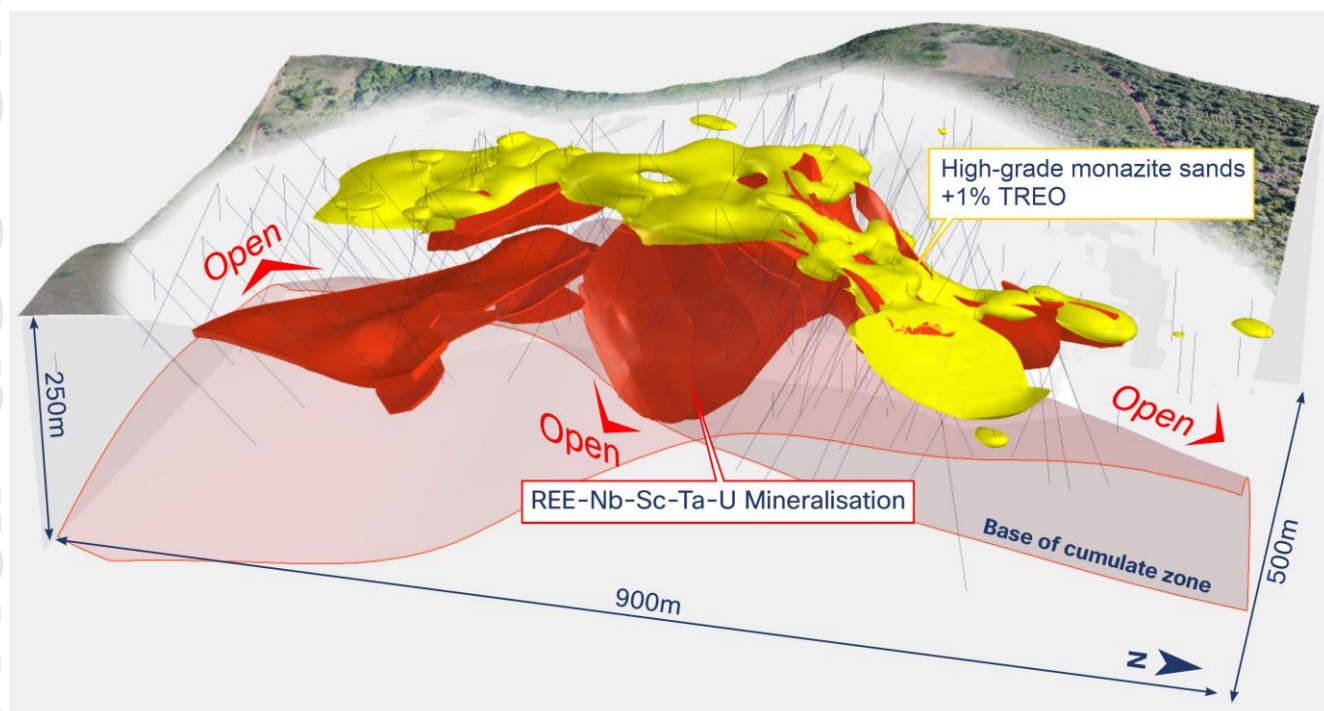 High-grade monazite sands
+1% TREO
Open
250m
Open
Open
REE-Nb-Sc-Ta-U Mineralisation
Base of cumulate zone
500m
900m
N